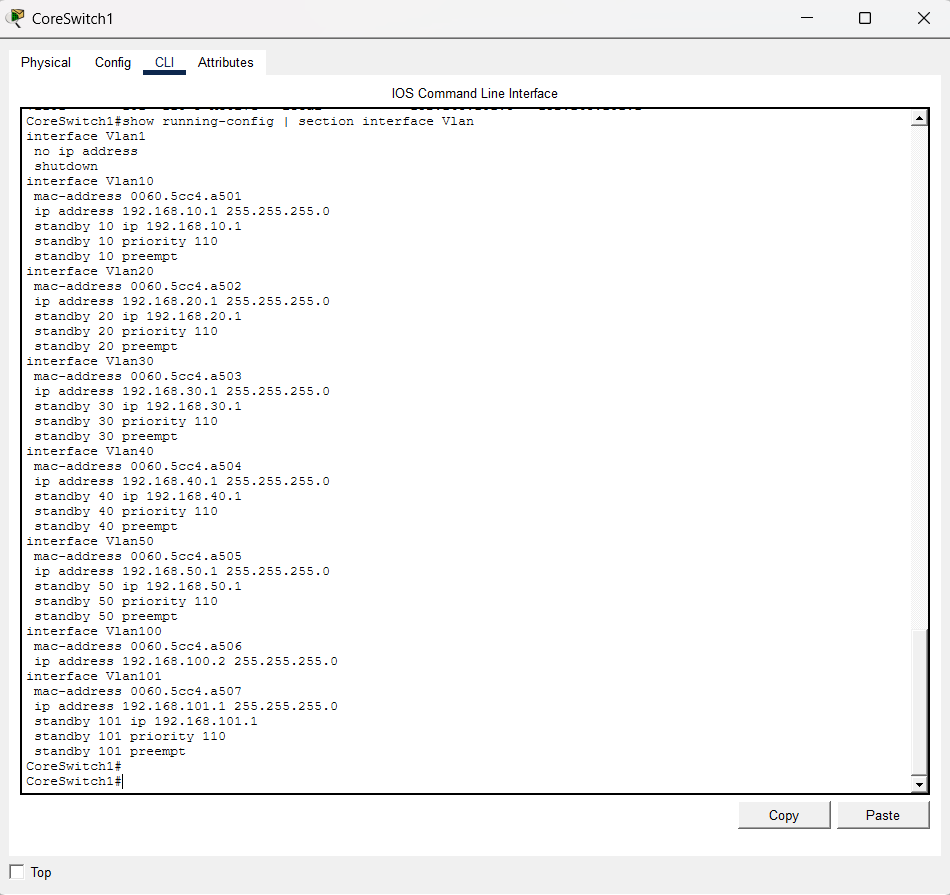 CoreSwitch1
Physical Config CLI Attributes
IOS Command Line Interface
CoreSwitch1#show running-config | section interface Vlan
interface Vlan1
 no ip address
 shutdown
interface Vlan10
 mac-address 0060.5cc4.a501
 ip address 192.168.10.1 255.255.255.0
 standby 10 ip 192.168.10.1
 standby 10 priority 110
 standby 10 preempt
interface Vlan20
 mac-address 0060.5cc4.a502
 ip address 192.168.20.1 255.255.255.0
 standby 20 ip 192.168.20.1
 standby 20 priority 110
 standby 20 preempt
interface Vlan30
 mac-address 0060.5cc4.a503
 ip address 192.168.30.1 255.255.255.0
 standby 30 ip 192.168.30.1
 standby 30 priority 110
 standby 30 preempt
interface Vlan40
 mac-address 0060.5cc4.a504
 ip address 192.168.40.1 255.255.255.0
 standby 40 ip 192.168.40.1
 standby 40 priority 110
 standby 40 preempt
interface Vlan50
 mac-address 0060.5cc4.a505
 ip address 192.168.50.1 255.255.255.0
 standby 50 ip 192.168.50.1
 standby 50 priority 110
 standby 50 preempt
interface Vlan100
 mac-address 0060.5cc4.a506
 ip address 192.168.100.2 255.255.255.0
interface Vlan101
 mac-address 0060.5cc4.a507
 ip address 192.168.101.1 255.255.255.0
 standby 101 ip 192.168.101.1
 standby 101 priority 110
 standby 101 preempt
CoreSwitch1#
CoreSwitch1#
Copy Paste
Top